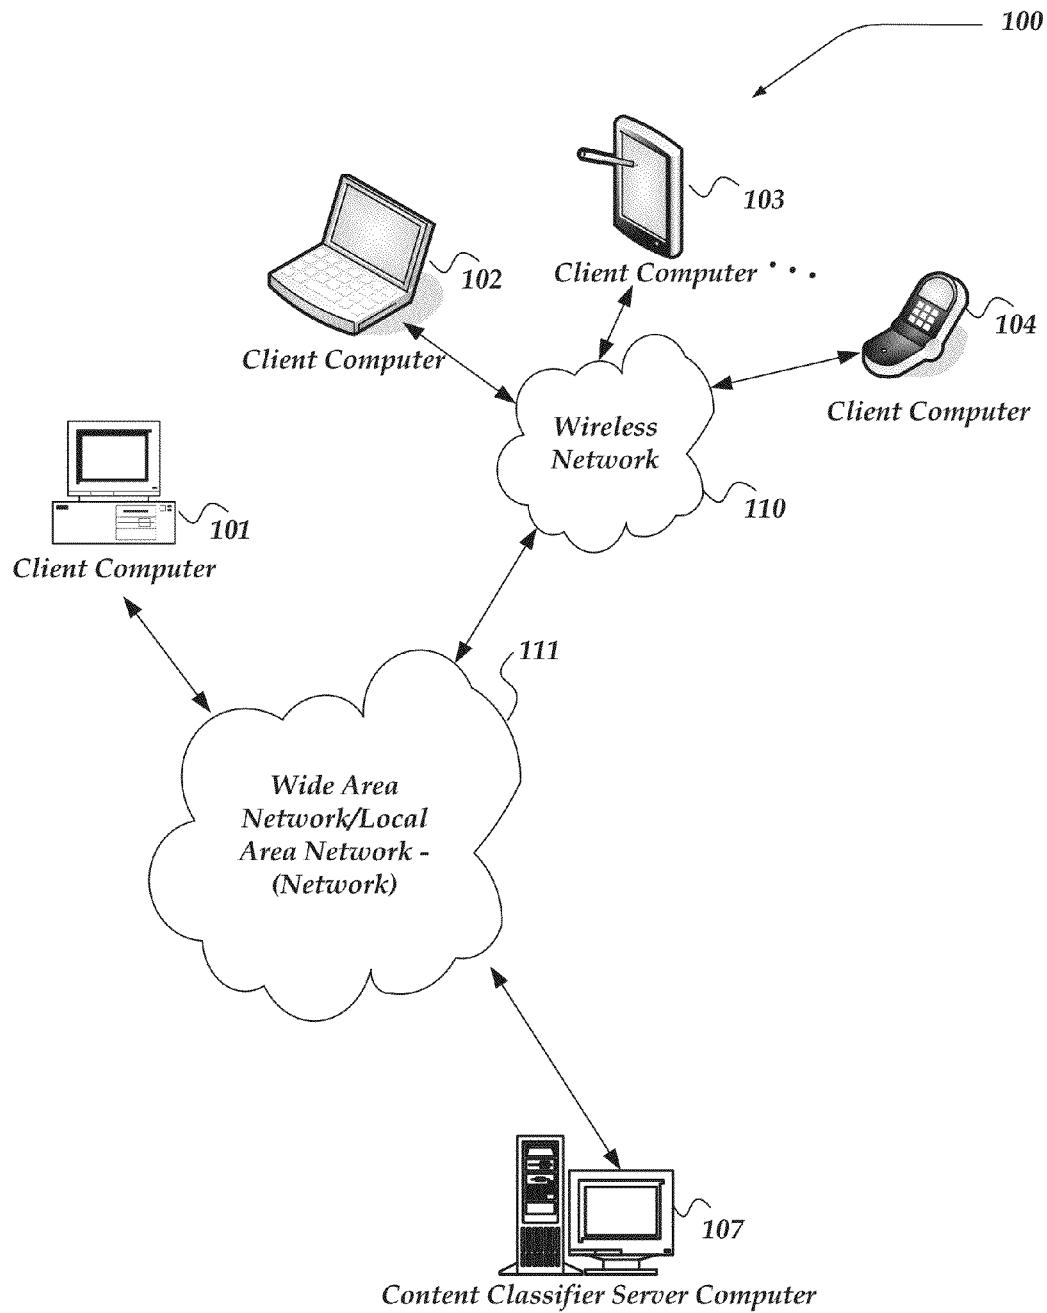 100
103
Client Computer . . .
102
Client Computer
104
Client Computer
Wireless
Network
110
101
Client Computer
111
Wide Area
Network/Local
Area Network -
(Network)
107
Content Classifier Server Computer